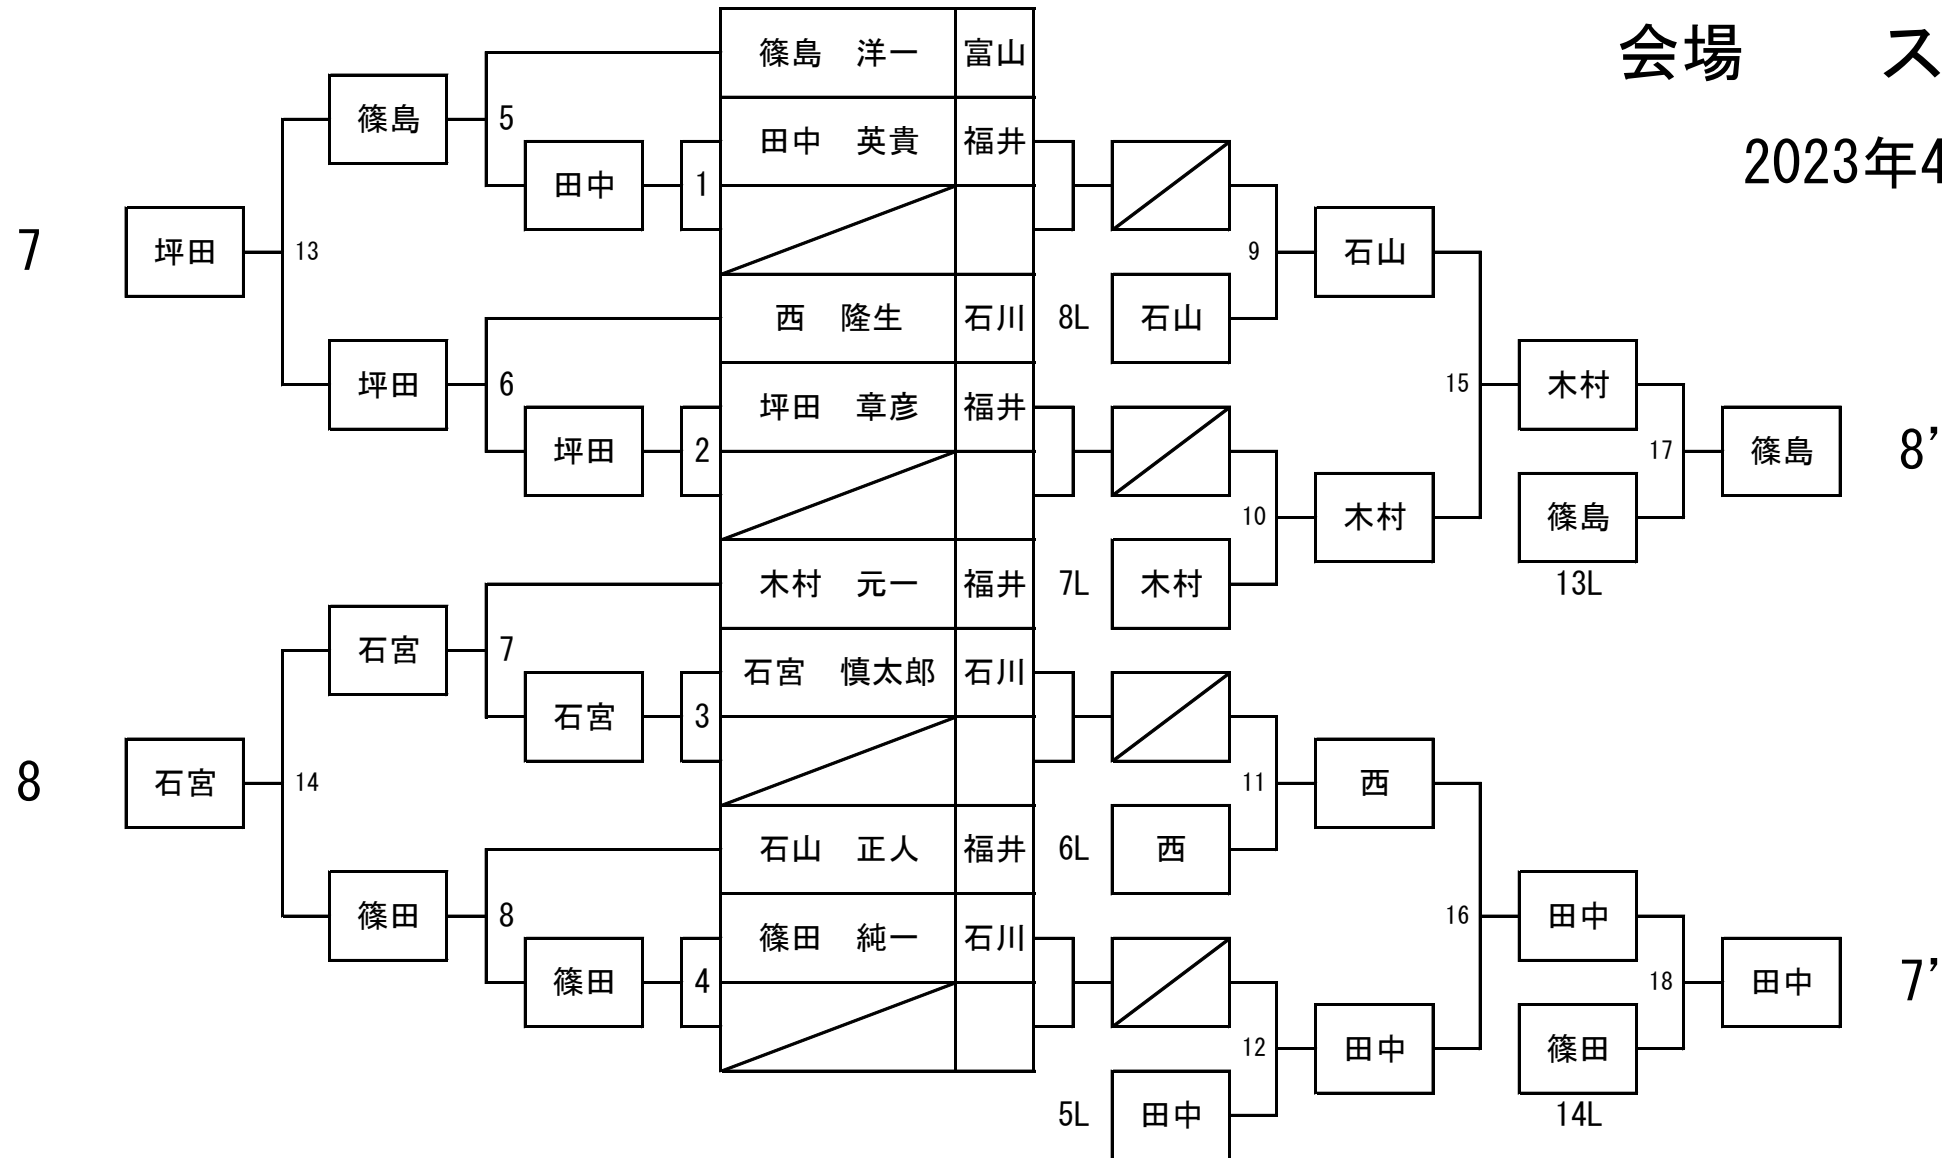 会場　ス
2023年4
篠島　洋一 富山
篠島 5 田中　英貴 福井
田中 1
7 坪田 13 9 石山
西　隆生 石川 8L 石山
坪田 6 坪田　章彦 福井 15 木村
坪田 2 17 篠島 8’
10 木村 篠島
木村　元一 福井 7L 木村 13L
石宮 7 石宮　慎太郎 石川
石宮 3
8 石宮 14 11 西
石山　正人 福井 6L 西
篠田 8 篠田　純一 石川 16 田中
篠田 4 18 田中 7’
12 田中 篠田
5L 田中 14L